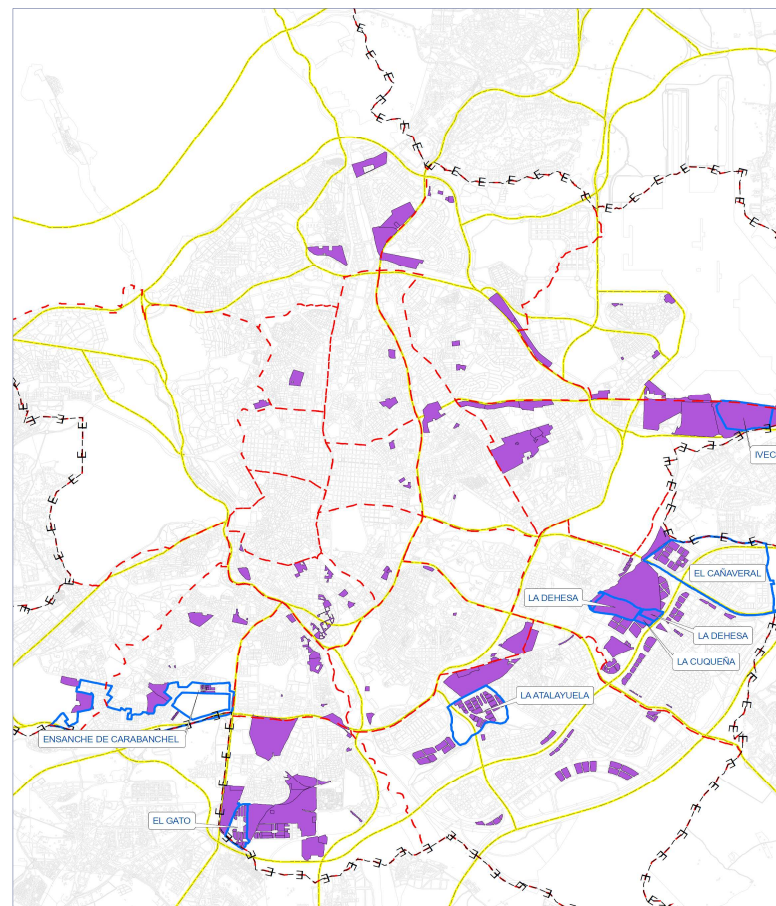 IVEC
EL CAÑAVERAL
LA DEHESA
LA DEHESA
LA CUQUEÑA
LA ATALAYUELA
ENSANCHE DE CARABANCHEL
EL GATO